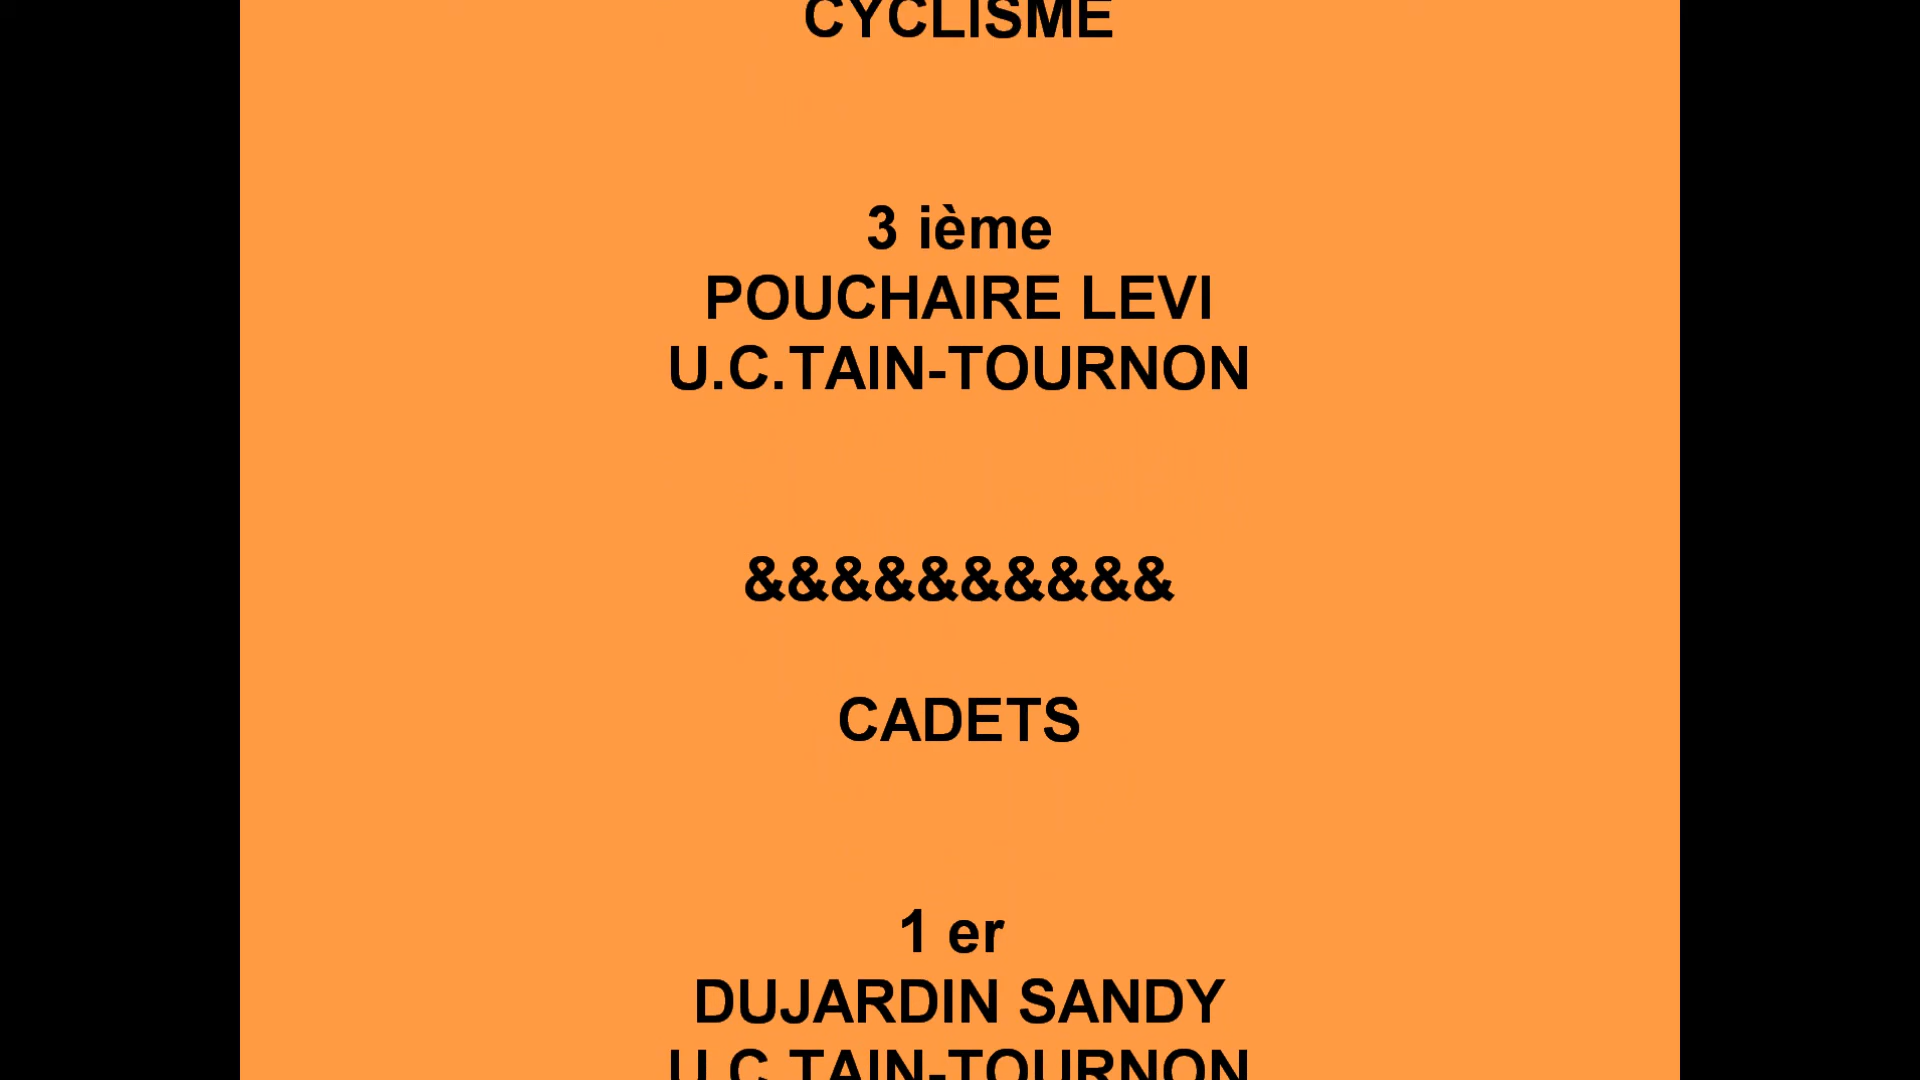 CYCLISME
3 ième
POUCHAIRE LEVI
U.C.TAIN-TOURNON
&&&&&&&&&&
CADETS
1 er
DUJARDIN SANDY
U.C.TAIN-TOURNON